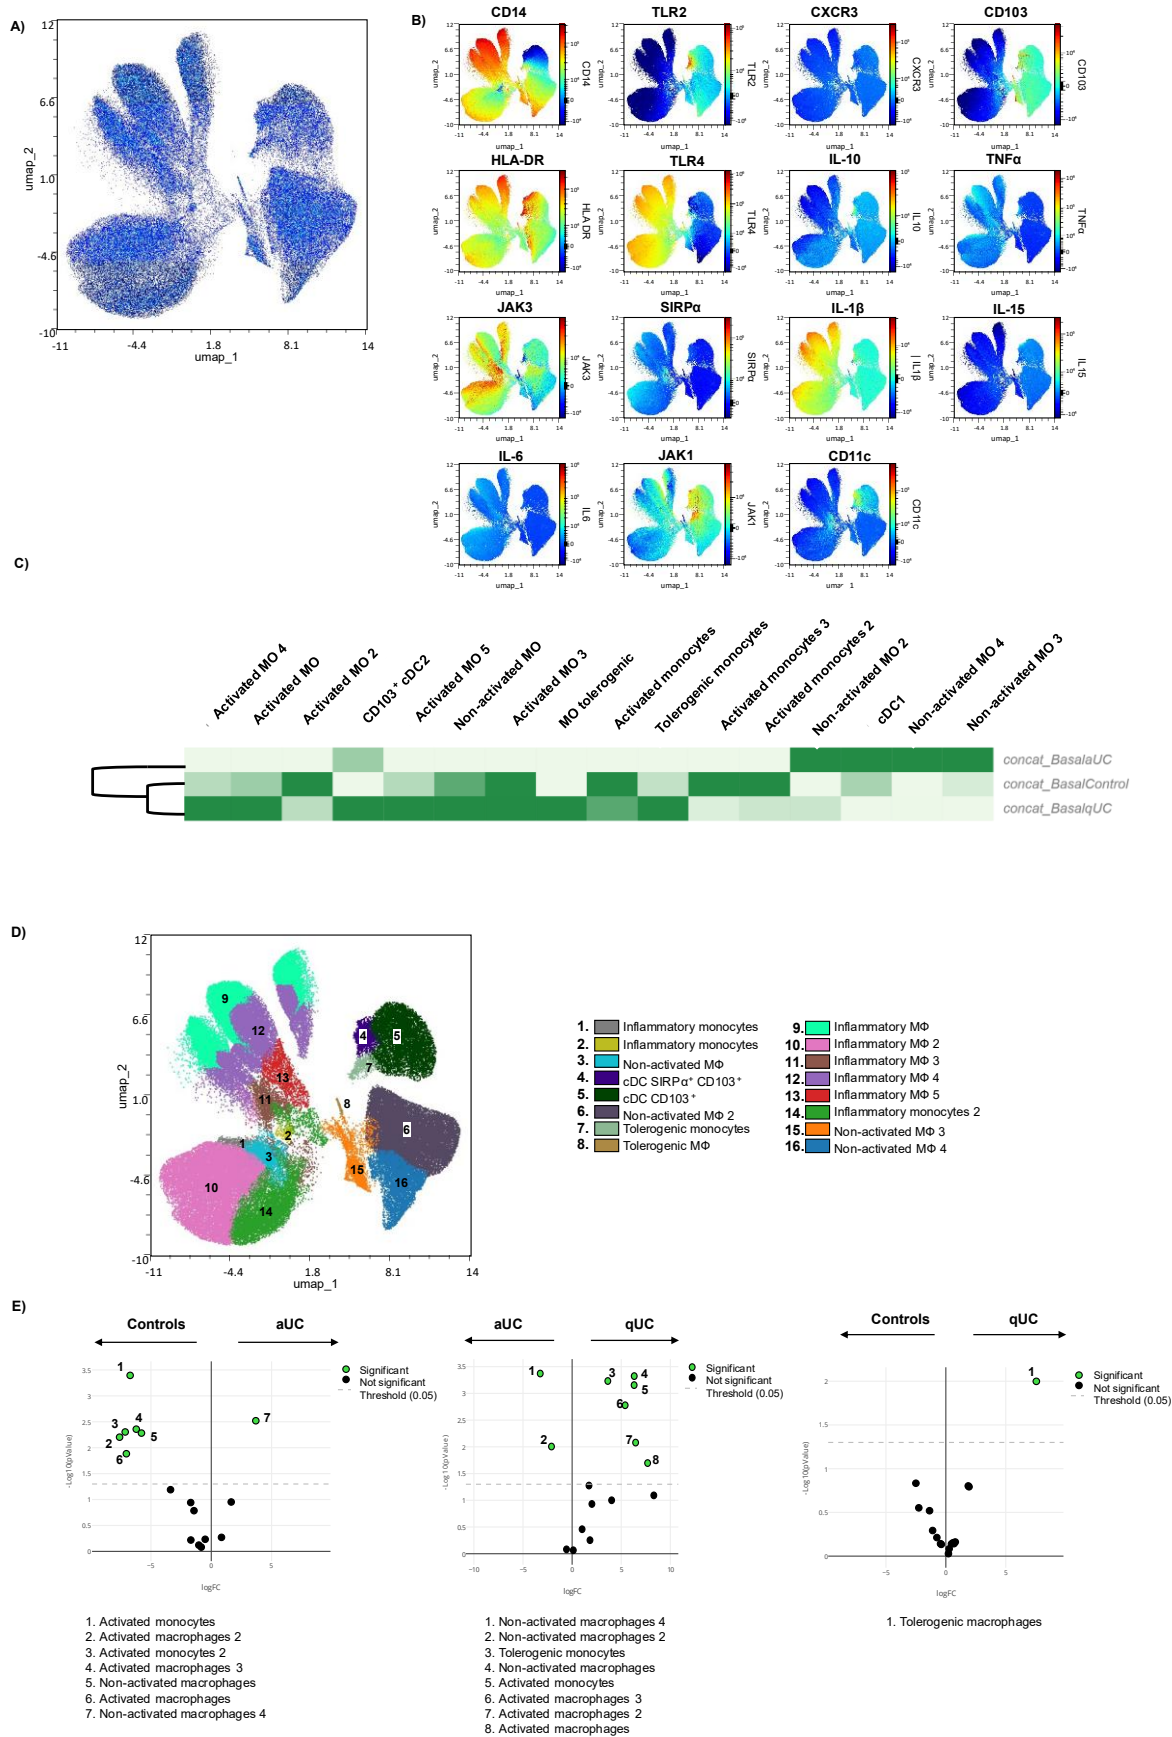 A)
12
6.6
1.0
-4.6
-10
umap_2
-11
-4.4
1.8
8.1
14
umap_1
B)
CD14
TLR2
CXCR3
CD103
HLA-DR
TLR4
IL-10
TNFα
JAK3
SIRPα
IL-1β
IL-15
IL-6
JAK1
CD11c
C)
Activated MO 4
Activated MO
Activated MO 2
CD103+ cDC2
Activated MO 5
Non-activated MO
Activated MO 3
MO tolerogenic
Activated monocytes
Tolerogenic monocytes
Activated monocytes 3
Activated monocytes 2
Non-activated MO 2
cDC1
Non-activated MO 4
Non-activated MO 3
concat_BasalaUC
concat_BasalControl
concat_BasalqUC
D)
12
6.6
1.0
-4.6
-10
umap_2
-11
-4.4
1.8
8.1
14
umap_1
1. Inflammatory monocytes
2. Inflammatory monocytes
3. Non-activated MΦ
4. cDC SIRPα+ CD103+
5. cDC CD103+
6. Non-activated MΦ 2
7. Tolerogenic monocytes
8. Tolerogenic MΦ
9. Inflammatory MΦ
10. Inflammatory MΦ 2
11. Inflammatory MΦ 3
12. Inflammatory MΦ 4
13. Inflammatory MΦ 5
14. Inflammatory monocytes 2
15. Non-activated MΦ 3
16. Non-activated MΦ 4
E)
Controls
aUC
Significant
Not significant
Threshold (0.05)
-Log10(pValue)
logFC
1. Activated monocytes
2. Activated macrophages 2
3. Activated monocytes 2
4. Activated macrophages 3
5. Non-activated macrophages
6. Activated macrophages
7. Non-activated macrophages 4
aUC
qUC
Significant
Not significant
Threshold (0.05)
-Log10(pValue)
logFC
1. Non-activated macrophages 4
2. Non-activated macrophages 2
3. Tolerogenic monocytes
4. Non-activated macrophages
5. Activated monocytes
6. Activated macrophages 3
7. Activated macrophages 2
8. Activated macrophages
Controls
qUC
Significant
Not significant
Threshold (0.05)
-Log10(pValue)
logFC
1. Tolerogenic macrophages